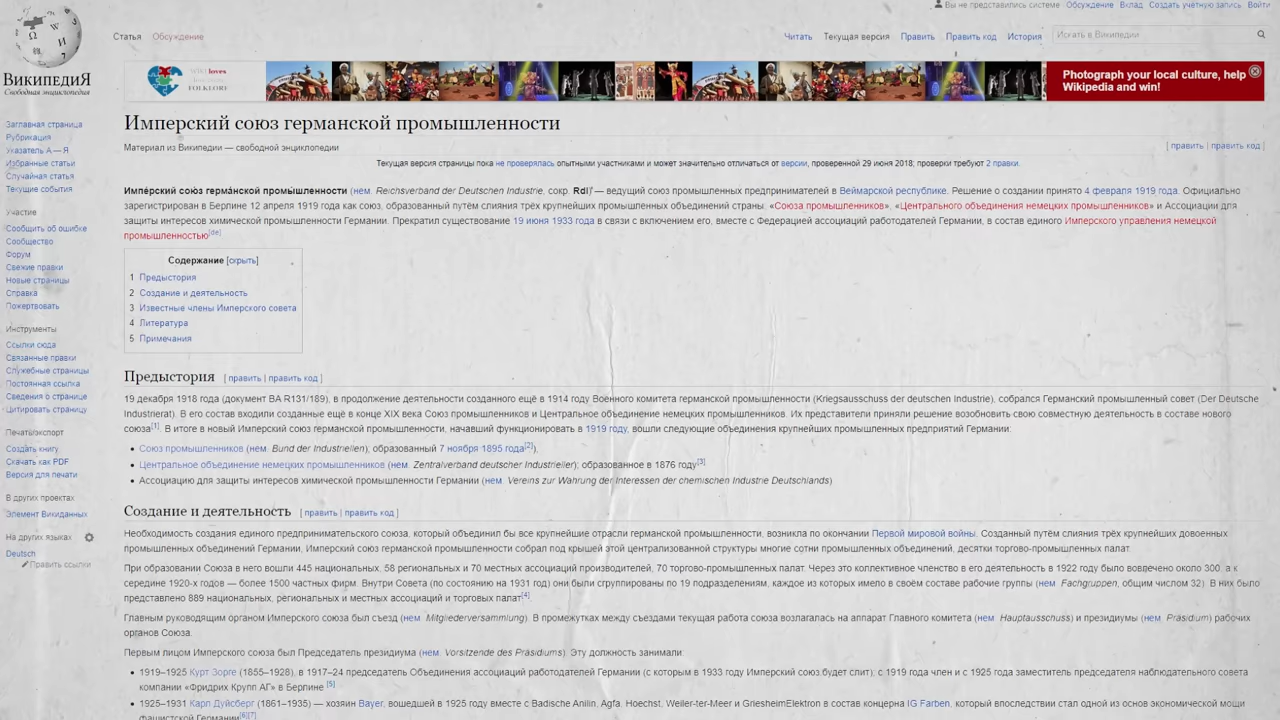 Вы не представились системе Обсуждение Вклад Создать учётную запись Войти
Статья Обсуждение
Читать Текущая версия Править Править код История
Искать в Википедии
ВикипедиЯ
Свободная энциклопедия
Wiki loves
FOLKLORE
Photograph your local culture, help
Wikipedia and win!
Заглавная страница
Рубрикация
Указатель А — Я
Избранные статьи
Случайная статья
Текущие события
Участие
Сообщить об ошибке
Сообщество
Форум
Свежие правки
Новые страницы
Справка
Пожертвовать
Инструменты
Ссылки сюда
Связанные правки
Служебные страницы
Постоянная ссылка
Сведения о странице
Цитировать страницу
Печать/экспорт
Создать книгу
Скачать как PDF
Версия для печати
В других проектах
Элемент Викиданных
На других языках
Deutsch
Править ссылки
Имперский союз германской промышленности
Материал из Википедии — свободной энциклопедии
[ править | править код ]
Текущая версия страницы пока не проверялась опытными участниками и может значительно отличаться от версии, проверенной 29 июня 2018; проверки требуют 2 правки.
Импе́рский сою́з герма́нской промы́шленности (нем. Reichsverband der Deutschen Industrie, сокр. RdI) — ведущий союз промышленных предпринимателей в Веймарской республике. Решение о создании принято 4 февраля 1919 года. Официально
зарегистрирован в Берлине 12 апреля 1919 года как союз, образованный путём слияния трёх крупнейших промышленных объединений страны: «Союза промышленников», «Центрального объединения немецких промышленников» и Ассоциации для
защиты интересов химической промышленности Германии. Прекратил существование 19 июня 1933 года в связи с включением его, вместе с Федерацией ассоциаций работодателей Германии, в состав единого Имперского управления немецкой
промышленностью[de]
Содержание [скрыть]
1 Предыстория
2 Создание и деятельность
3 Известные члены Имперского совета
4 Литература
5 Примечания
Предыстория [ править | править код ]
19 декабря 1918 года (документ BA R131/189), в продолжение деятельности созданного ещё в 1914 году Военного комитета германской промышленности (Kriegsausschuss der deutschen Industrie), собрался Германский промышленный совет (Der Deutsche
Industrierat). В его состав входили созданные ещё в конце XIX века Союз промышленников и Центральное объединение немецких промышленников. Их представители приняли решение возобновить свою совместную деятельность в составе нового
союза[1]. В итоге в новый Имперский союз германской промышленности, начавший функционировать в 1919 году, вошли следующие объединения крупнейших промышленных предприятий Германии:
• Союз промышленников (нем. Bund der Industriellen); образованный 7 ноября 1895 года[2]),
• Центральное объединение немецких промышленников (нем. Zentralverband deutscher Industrieller); образованное в 1876 году[3]
• Ассоциацию для защиты интересов химической промышленности Германии (нем. Vereins zur Wahrung der Interessen der chemischen Industrie Deutschlands)
Создание и деятельность [ править | править код ]
Необходимость создания единого предпринимательского союза, который объединил бы все крупнейшие отрасли германской промышленности, возникла по окончании Первой мировой войны. Созданный путём слияния трёх крупнейших довоенных
промышленных объединений Германии, Имперский союз германской промышленности собрал под крышей этой централизованной структуры многие сотни промышленных объединений, десятки торгово-промышленных палат.
При образовании Союза в него вошли 445 национальных, 58 региональных и 70 местных ассоциаций производителей, 70 торгово-промышленных палат. Через это коллективное членство в его деятельность в 1922 году было вовлечено около 300, а к
середине 1920-х годов — более 1500 частных фирм. Внутри Совета (по состоянию на 1931 год) они были сгруппированы по 19 подразделениям, каждое из которых имело в своём составе рабочие группы (нем. Fachgruppen, общим числом 32). В них было
представлено 889 национальных, региональных и местных ассоциаций и торговых палат[4].
Главным руководящим органом Имперского союза был съезд (нем. Mitgliederversammlung). В промежутках между съездами текущая работа союза возлагалась на аппарат Главного комитета (нем. Hauptausschuss) и президиумы (нем. Präsidium) рабочих
органов Союза.
Первым лицом Имперского союза был Председатель президиума (нем. Vorsitzende des Präsidiums). Эту должность занимали:
• 1919–1925 Курт Зорге (1855–1928), в 1917–24 председатель Объединения ассоциаций работодателей Германии (с которым в 1933 году Имперский союз будет слит); с 1919 года член и с 1925 года заместитель председателя наблюдательного совета
компании «Фридрих Крупп АГ» в Берлине [5]
• 1925–1931 Карл Дуйсберг (1861–1935) — хозяин Bayer, вошедшей в 1925 году вместе с Badische Anilin, Agfa, Hoechst, Weiler-ter-Meer и GriesheimElektron в состав концерна IG Farben, который впоследствии стал одной из основ экономической мощи
фашистской Германии[6][7]